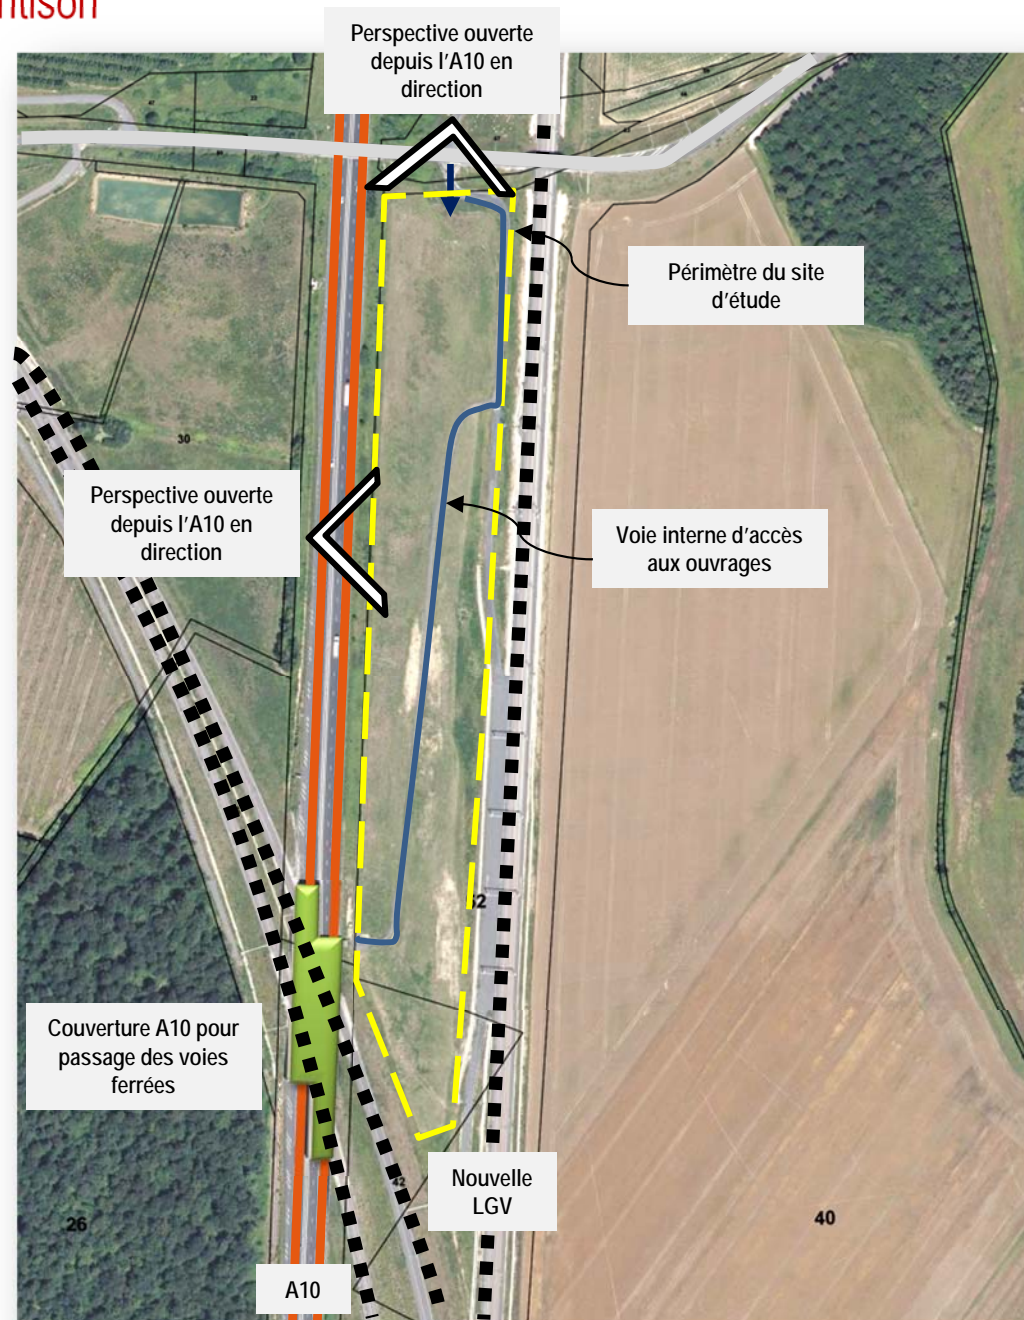 Perspective ouverte
depuis l'A10 en
direction
Périmètre du site
d'étude
30
Perspective ouverte
depuis l'A10 en
direction
Voie interne d'accès
aux ouvrages
Couverture A10 pour
passage des voies
ferrées
42
Nouvelle
LGV
26
40
A10